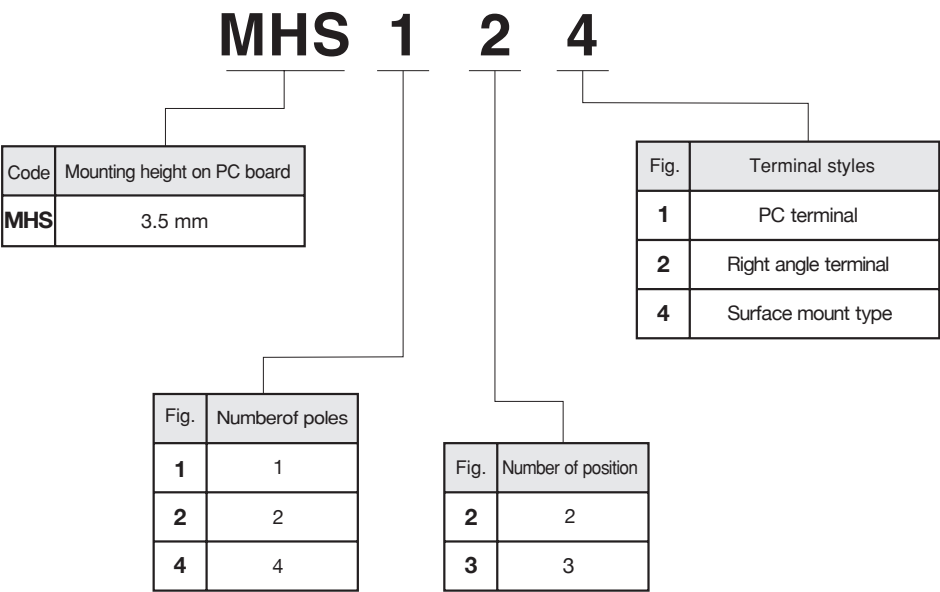 MHS 1 2 4
Code Mounting height on PC board
MHS 3.5 mm
Fig. Terminal styles
1 PC terminal
2 Right angle terminal
4 Surface mount type
Fig. Numberof poles
1 1
2 2
4 4
Fig. Number of position
2 2
3 3